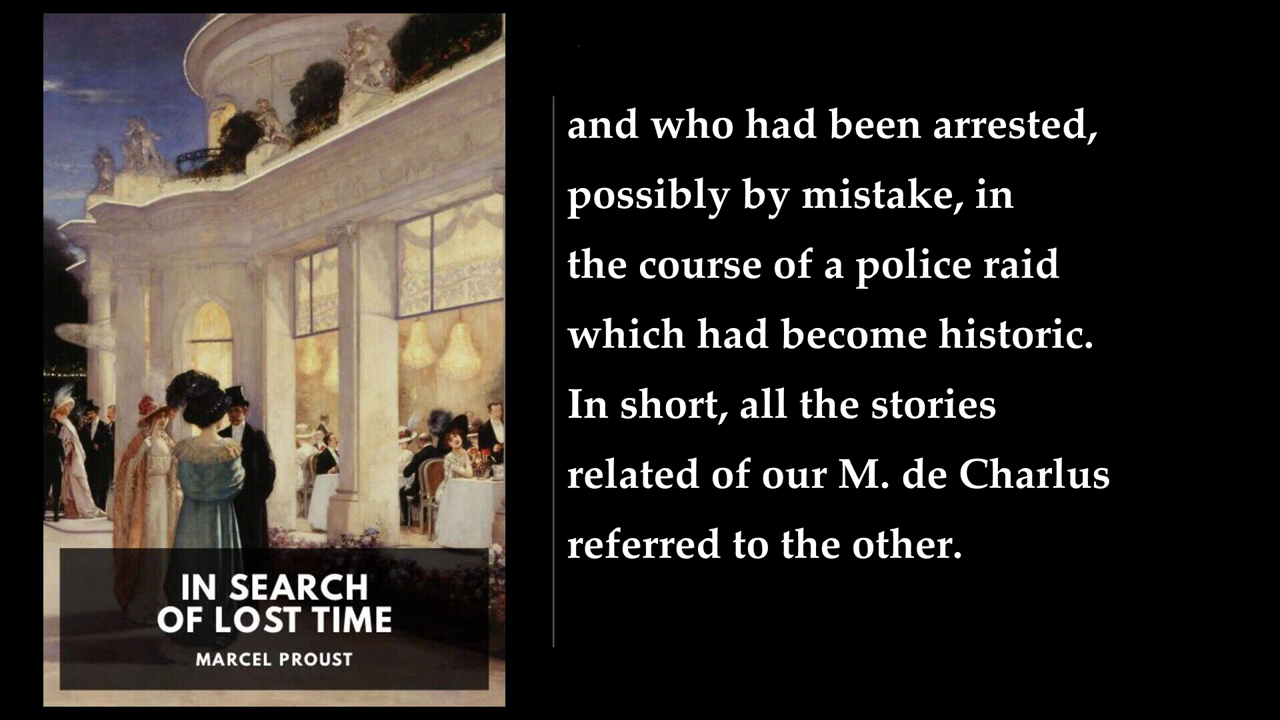 and who had been arrested,
possibly by mistake, in
the course of a police raid
which had become historic.
In short, all the stories
related of our M. de Charlus
referred to the other.
IN SEARCH
OF LOST TIME
MARCEL PROUST